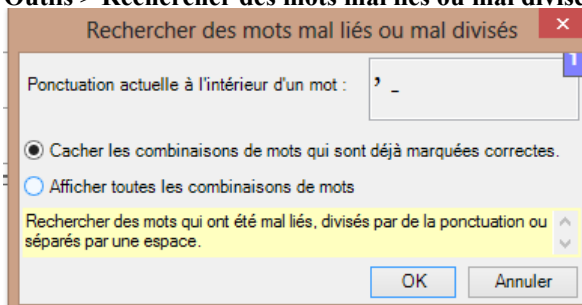 Outils > Rechercher des mots mal liés ou mal divisé
Rechercher des mots mal liés ou mal divisés
Ponctuation actuelle à l'intérieur d'un mot : ’ -
1
Cacher les combinaisons de mots qui sont déjà marquées correctes.
Afficher toutes les combinaisons de mots
Rechercher des mots qui ont été mal liés, divisés par de la ponctuation ou
séparés par une espace.
OK Annuler